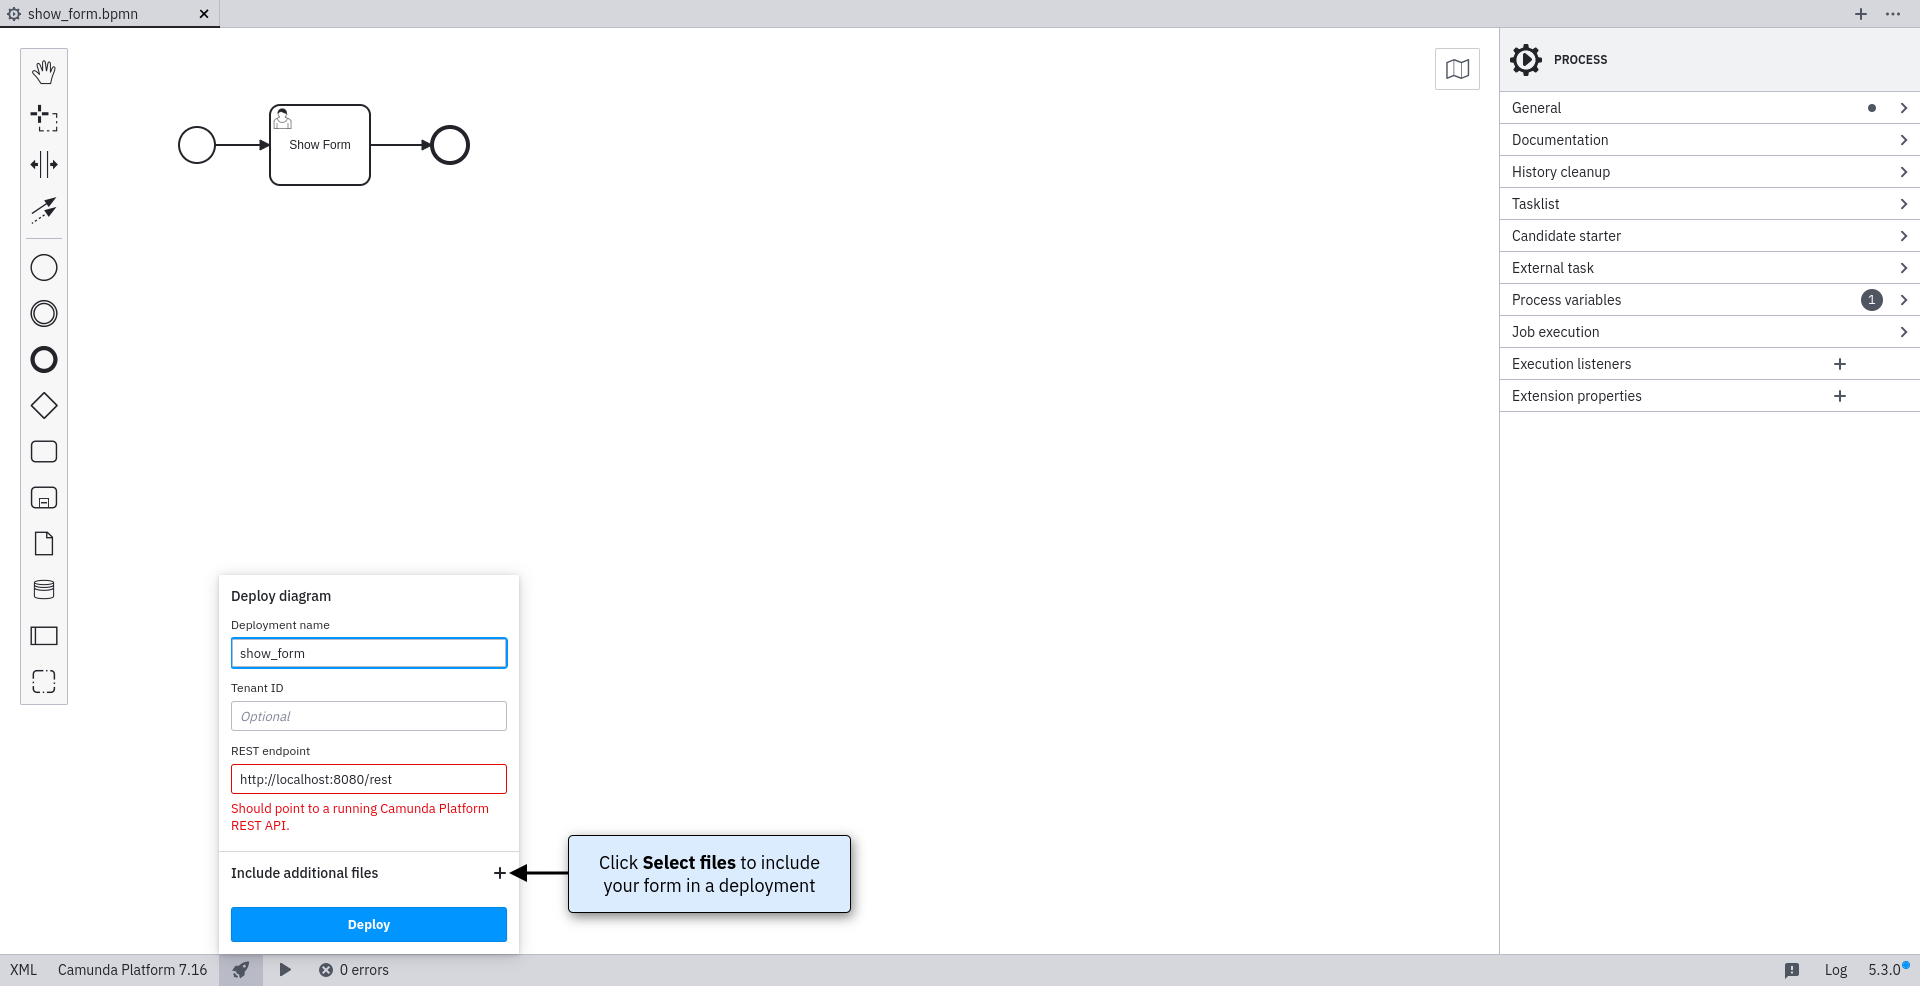 show_form.bpmn
Show Form
PROCESS
General
Documentation
History cleanup
Tasklist
Candidate starter
External task
Process variables 1
Job execution
Execution listeners
Extension properties
Deploy diagram
Deployment name
show_form
Tenant ID
Optional
REST endpoint
http://localhost:8080/rest
Should point to a running Camunda Platform
REST API.
Include additional files
Click Select files to include
your form in a deployment
Deploy
XML Camunda Platform 7.16 0 errors Log 5.3.0